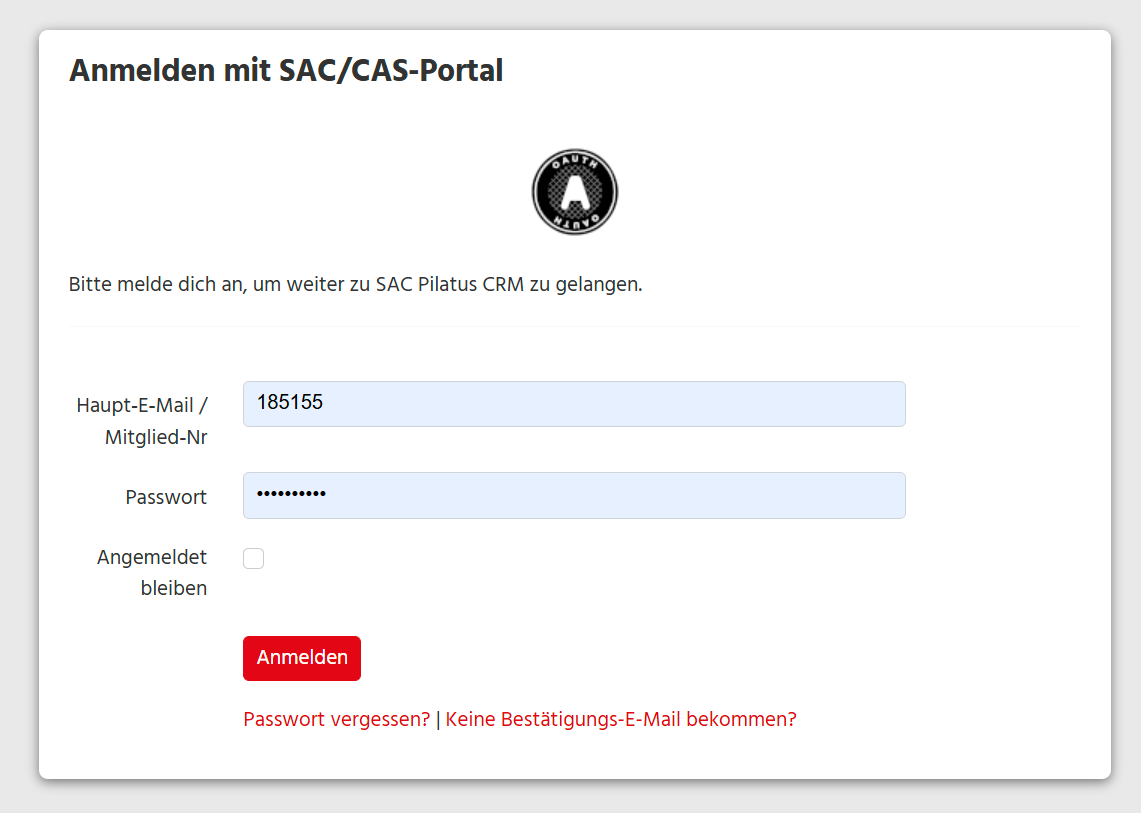 Anmelden mit SAC/CAS-Portal
OAUTH
A
OAUTH
Bitte melde dich an, um weiter zu SAC Pilatus CRM zu gelangen.
Haupt-E-Mail /
Mitglied-Nr
185155
Passwort
••••••••••
Angemeldet
bleiben
Anmelden
Passwort vergessen? | Keine Bestätigungs-E-Mail bekommen?